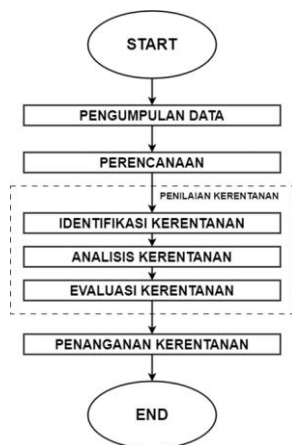 START
PENGUMPULAN DATA
PERENCANAAN
PENILAIAN KERENTANAN
IDENTIFIKASI KERENTANAN
ANALISIS KERENTANAN
EVALUASI KERENTANAN
PENANGANAN KERENTANAN
END